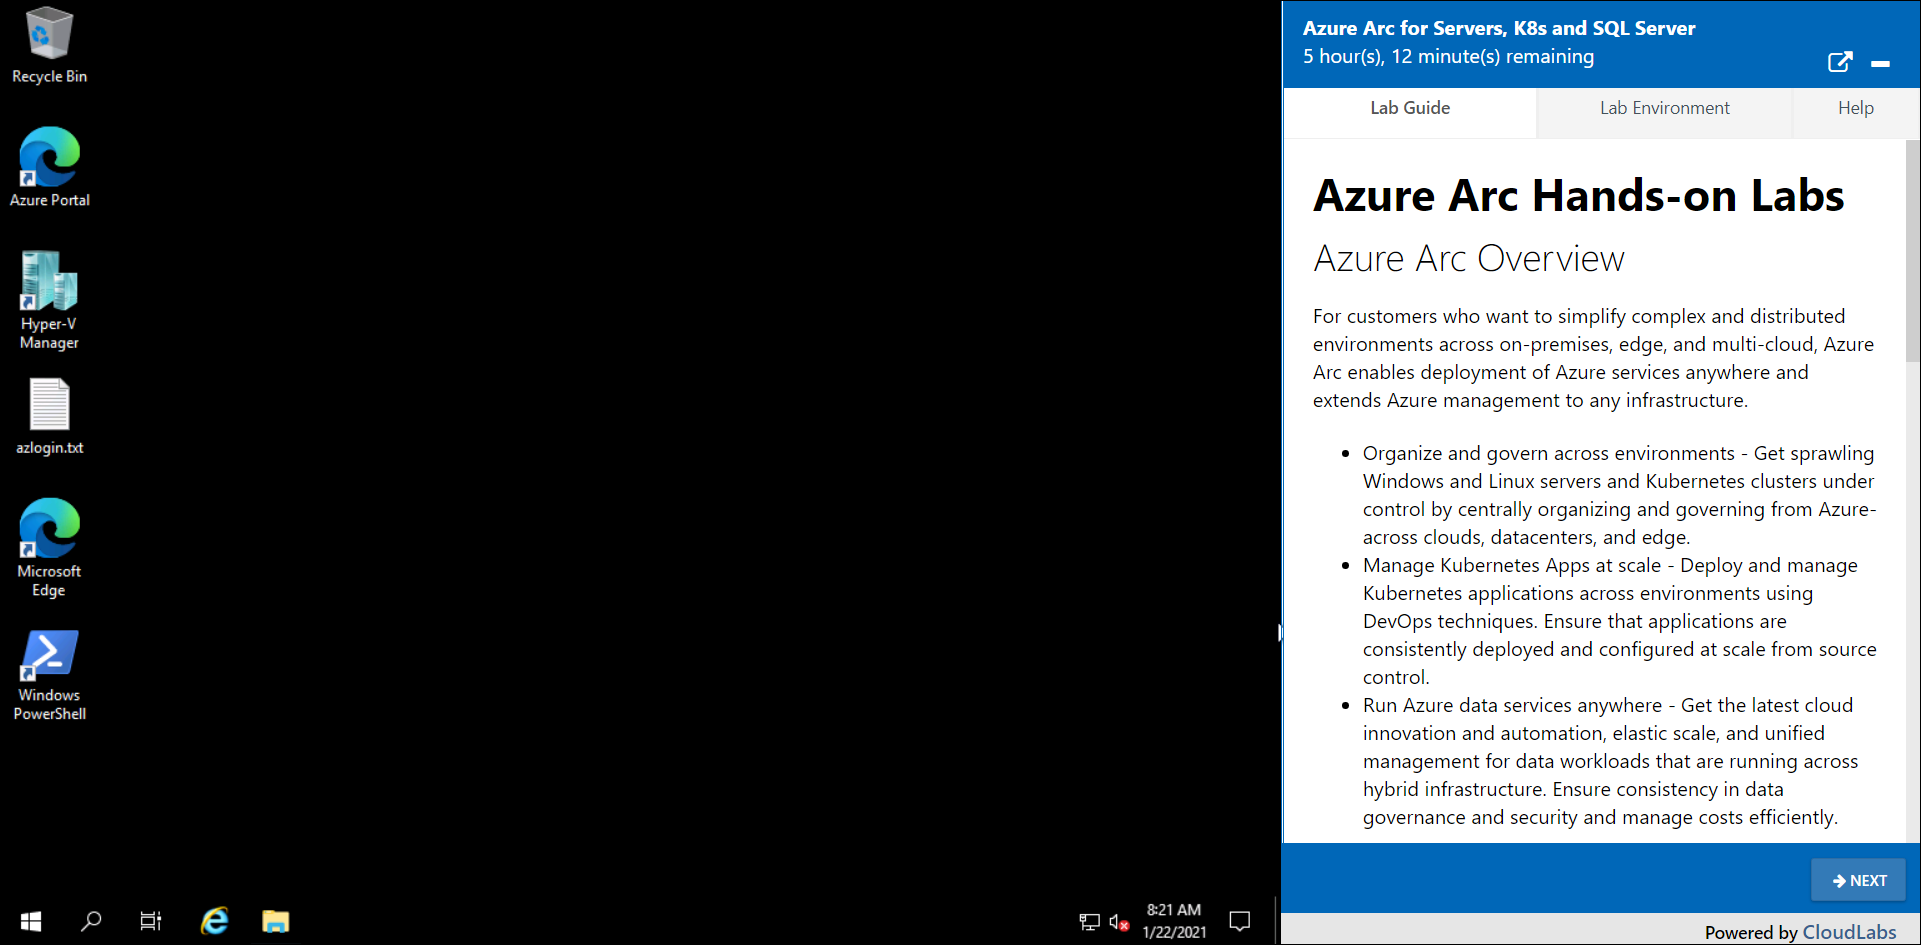 Recycle Bin
Azure Portal
Hyper-V
Manager
azlogin.txt
Microsoft
Edge
Windows
PowerShell
8:21 AM
1/22/2021
Azure Arc for Servers, K8s and SQL Server
5 hour(s), 12 minute(s) remaining
Lab Guide Lab Environment Help
Azure Arc Hands-on Labs
Azure Arc Overview
For customers who want to simplify complex and distributed
environments across on-premises, edge, and multi-cloud, Azure
Arc enables deployment of Azure services anywhere and
extends Azure management to any infrastructure.
• Organize and govern across environments - Get sprawling
Windows and Linux servers and Kubernetes clusters under
control by centrally organizing and governing from Azure-
across clouds, datacenters, and edge.
• Manage Kubernetes Apps at scale - Deploy and manage
Kubernetes applications across environments using
DevOps techniques. Ensure that applications are
consistently deployed and configured at scale from source
control.
• Run Azure data services anywhere - Get the latest cloud
innovation and automation, elastic scale, and unified
management for data workloads that are running across
hybrid infrastructure. Ensure consistency in data
governance and security and manage costs efficiently.
NEXT
Powered by CloudLabs